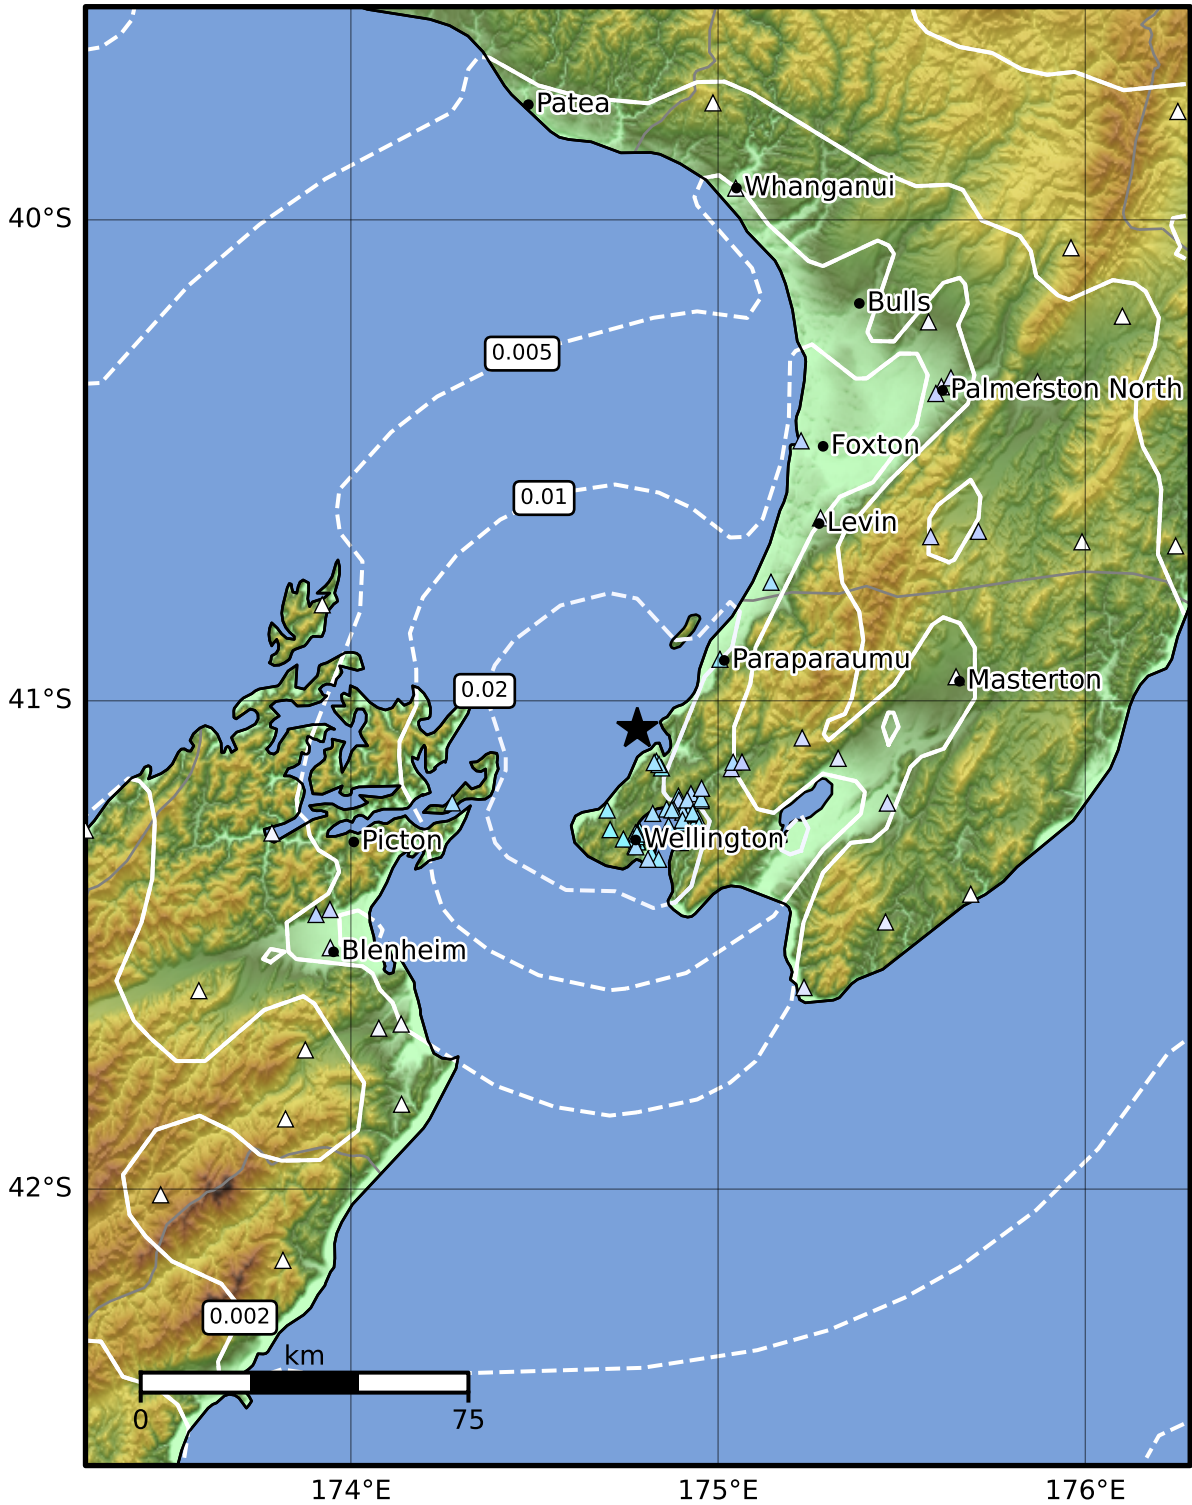 Patea
Whanganui
40°S
Bulls
0.005
Palmerston North
Foxton
0.01
Levin
Paraparaumu
Masterton
0.02
41°S
Wellington
Picton
Blenheim
42°S
0.002
km
0
75
174°E
175°E
176°E